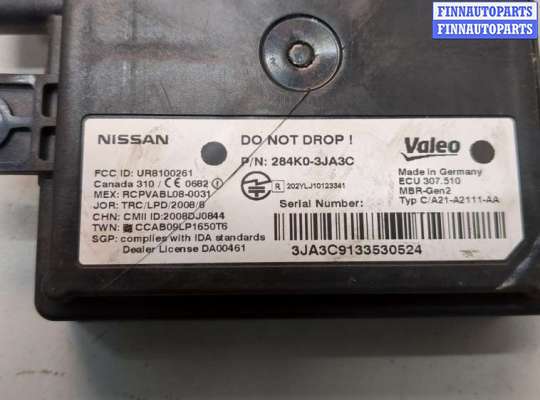 FINNAUTOPARTS
FINNAUTOPARTS
NISSAN
DO NOT DROP !
P/N: 284K0-3JA3C
Valeo
FCC ID: UR8100261
Canada 310 / CE 0682 !
MEX: RCPVABL08-0031
JOR: TRC/LPD/2008/8
CHN: CMII ID:2008DJ0844
TWN: CCAB09LP1650T6
SGP: complies with IDA standards
Dealer License DA00461
R 202YLJ10123341
Serial Number:
3JA3C9133530524
Made in Germany
ECU 307.510
MBR-Gen2
Typ C/A21-A2111-AA